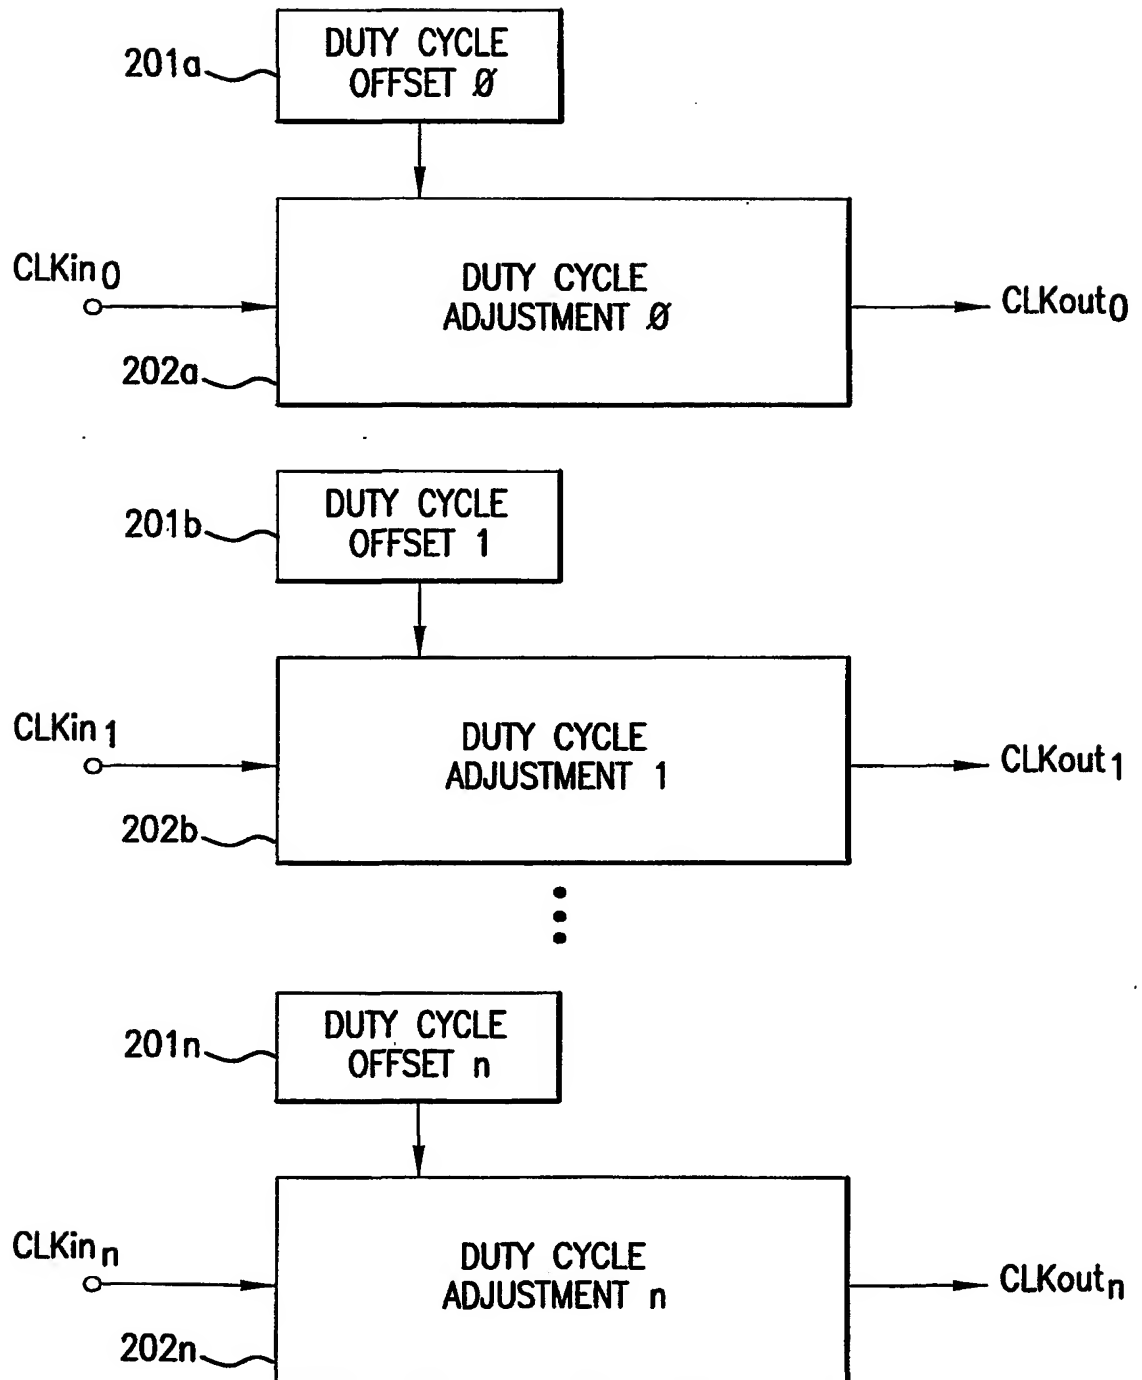 DUTY CYCLE
OFFSET Ø
201a
DUTY CYCLE
ADJUSTMENT Ø
CLKin0
CLKout0
202a
DUTY CYCLE
OFFSET 1
201b
DUTY CYCLE
ADJUSTMENT 1
CLKin1
CLKout1
202b
DUTY CYCLE
OFFSET n
201n
DUTY CYCLE
ADJUSTMENT n
CLKinn
CLKoutn
202n